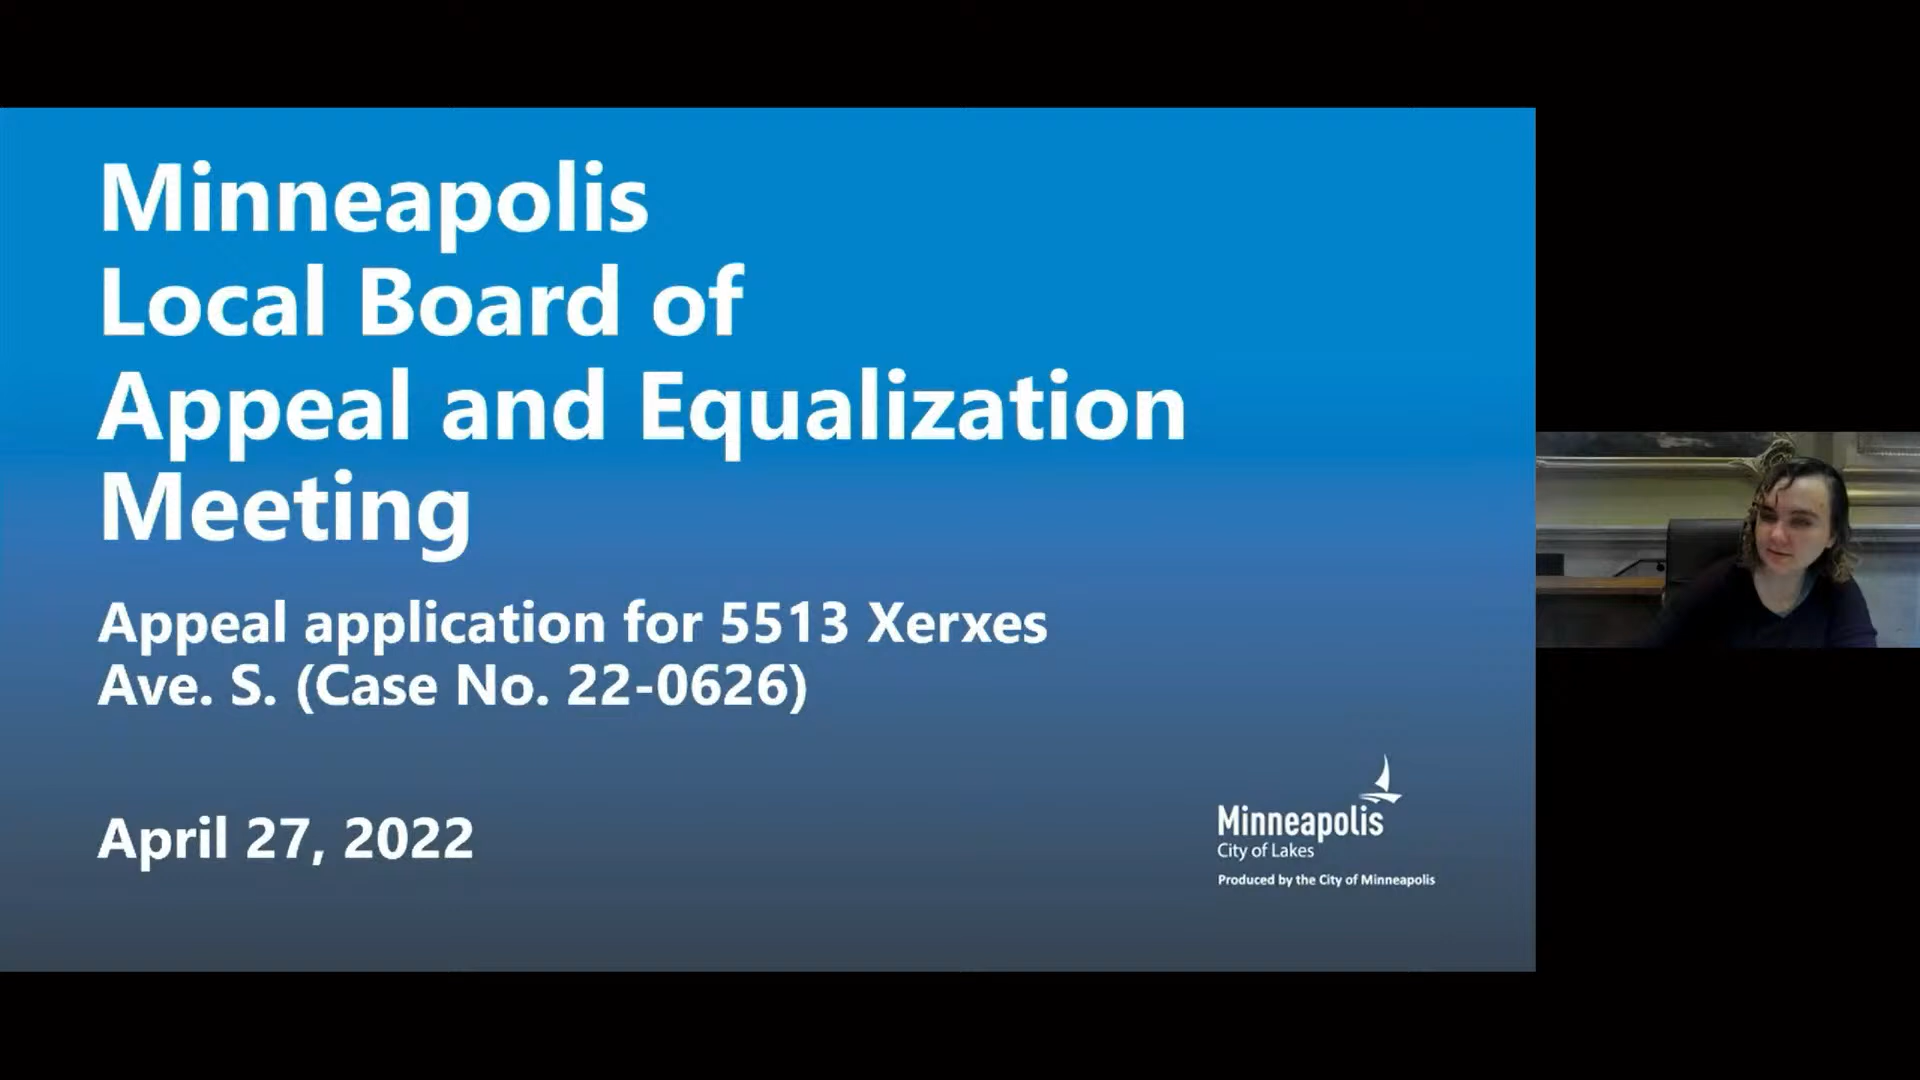 Minneapolis
Local Board of
Appeal and Equalization
Meeting
Appeal application for 5513 Xerxes
Ave. S. (Case No. 22-0626)
April 27, 2022
Minneapolis
City of Lakes
Produced by the City of Minneapolis